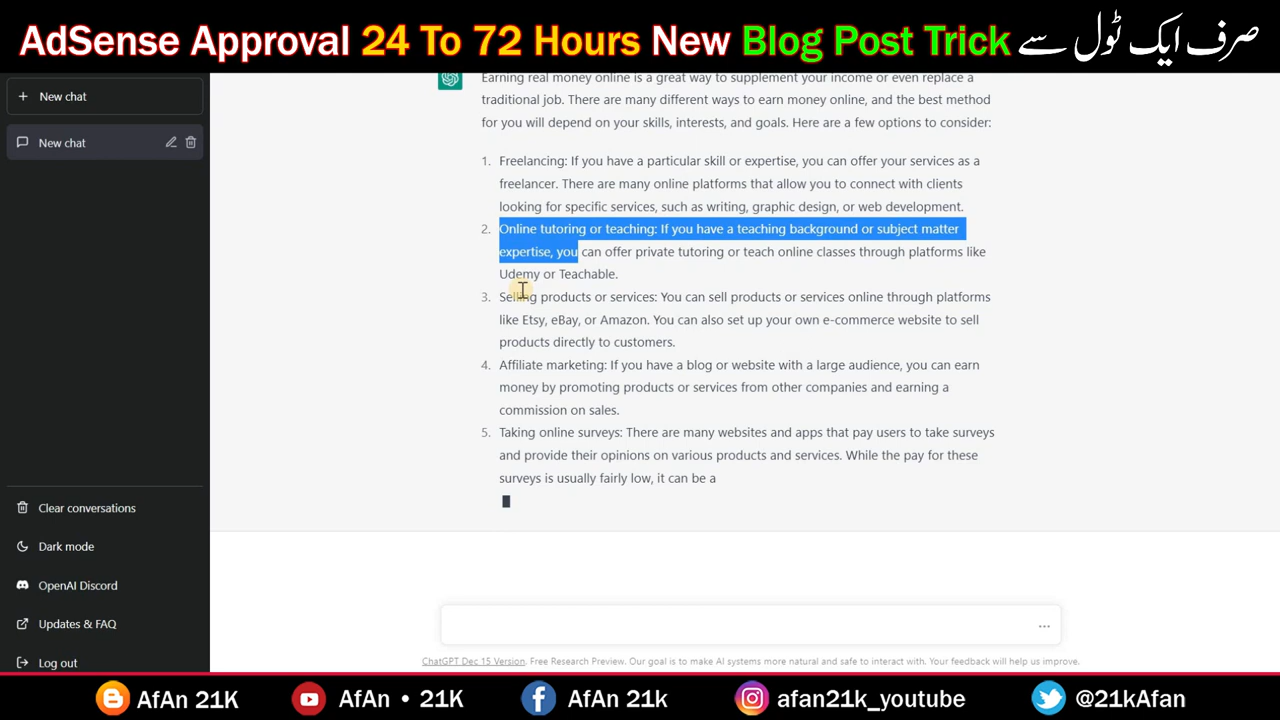 AdSense Approval 24 To 72 Hours New Blog Post Trick صرف ایک ٹول سے
New chat
New chat
Clear conversations
Dark mode
OpenAI Discord
Updates & FAQ
Log out
Earning real money online is a great way to supplement your income or even replace a
traditional job. There are many different ways to earn money online, and the best method
for you will depend on your skills, interests, and goals. Here are a few options to consider:
1. Freelancing: If you have a particular skill or expertise, you can offer your services as a
freelancer. There are many online platforms that allow you to connect with clients
looking for specific services, such as writing, graphic design, or web development.
2. Online tutoring or teaching: If you have a teaching background or subject matter
expertise, you can offer private tutoring or teach online classes through platforms like
Udemy or Teachable.
3. Selling products or services: You can sell products or services online through platforms
like Etsy, eBay, or Amazon. You can also set up your own e-commerce website to sell
products directly to customers.
4. Affiliate marketing: If you have a blog or website with a large audience, you can earn
money by promoting products or services from other companies and earning a
commission on sales.
5. Taking online surveys: There are many websites and apps that pay users to take surveys
and provide their opinions on various products and services. While the pay for these
surveys is usually fairly low, it can be a
ChatGPT Dec 15 Version. Free Research Preview. Our goal is to make AI systems more natural and safe to interact with. Your feedback will help us improve.
AfAn 21K AfAn • 21K AfAn 21k afan21k_youtube @21kAfan